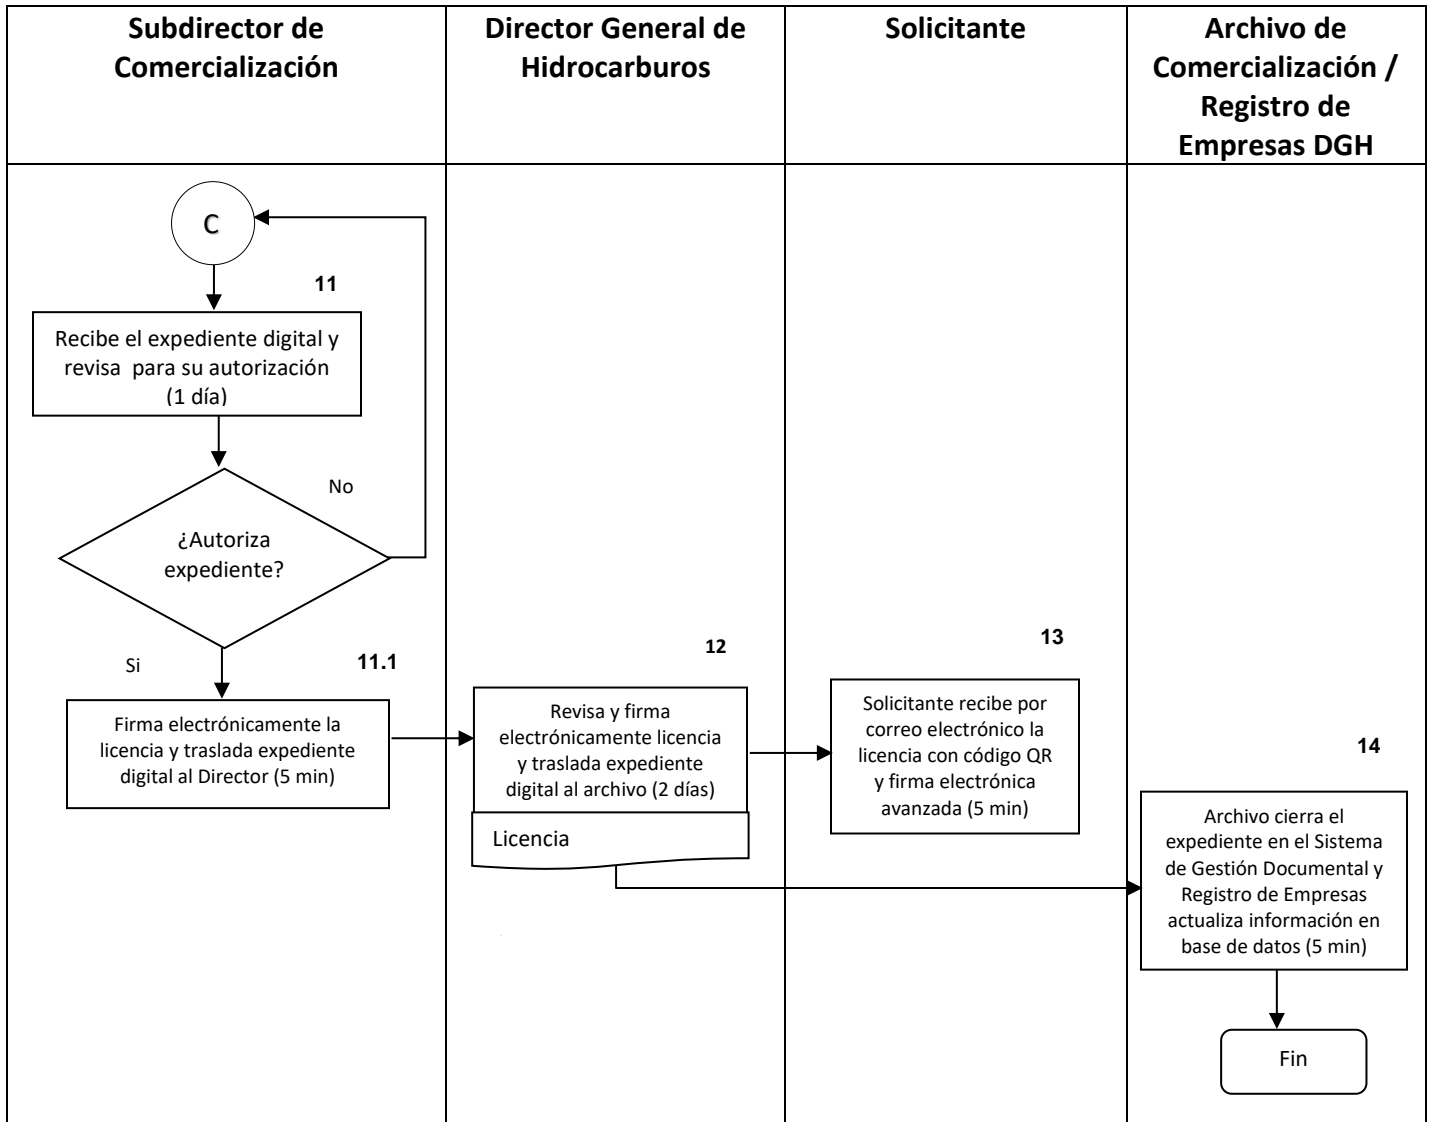 Subdirector de
Comercialización
Director General de
Hidrocarburos
Solicitante
Archivo de
Comercialización /
Registro de
Empresas DGH
C
11
Recibe el expediente digital y
revisa  para su autorización
(1 día)
No
¿Autoriza
expediente?
Si
11.1
Firma electrónicamente la
licencia y traslada expediente
digital al Director (5 min)
12
Revisa y firma
electrónicamente licencia
y traslada expediente
digital al archivo (2 días)
Licencia
13
Solicitante recibe por
correo electrónico la
licencia con código QR
y firma electrónica
avanzada (5 min)
14
Archivo cierra el
expediente en el Sistema
de Gestión Documental y
Registro de Empresas
actualiza información en
base de datos (5 min)
Fin